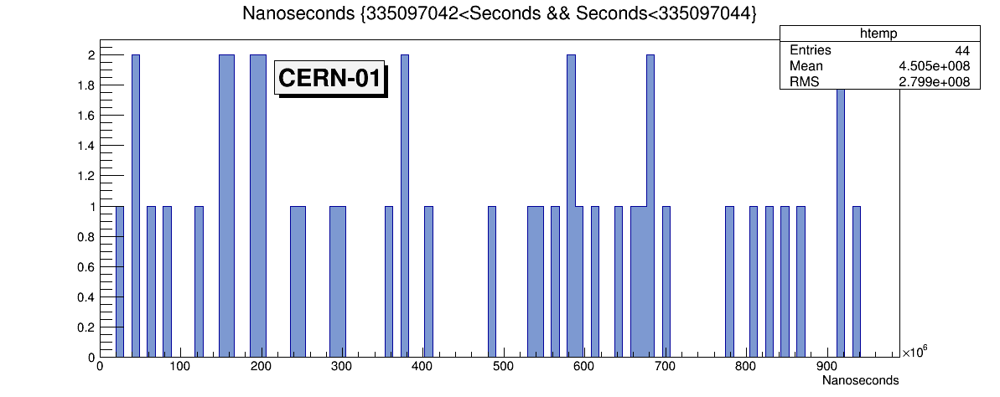 Nanoseconds {335097042<Seconds && Seconds<335097044}
htemp
Entries 44
Mean 4.505e+008
RMS 2.799e+008
CERN-01
2
1.8
1.6
1.4
1.2
1
0.8
0.6
0.4
0.2
0
0 100 200 300 400 500 600 700 800 900
×10⁶
Nanoseconds